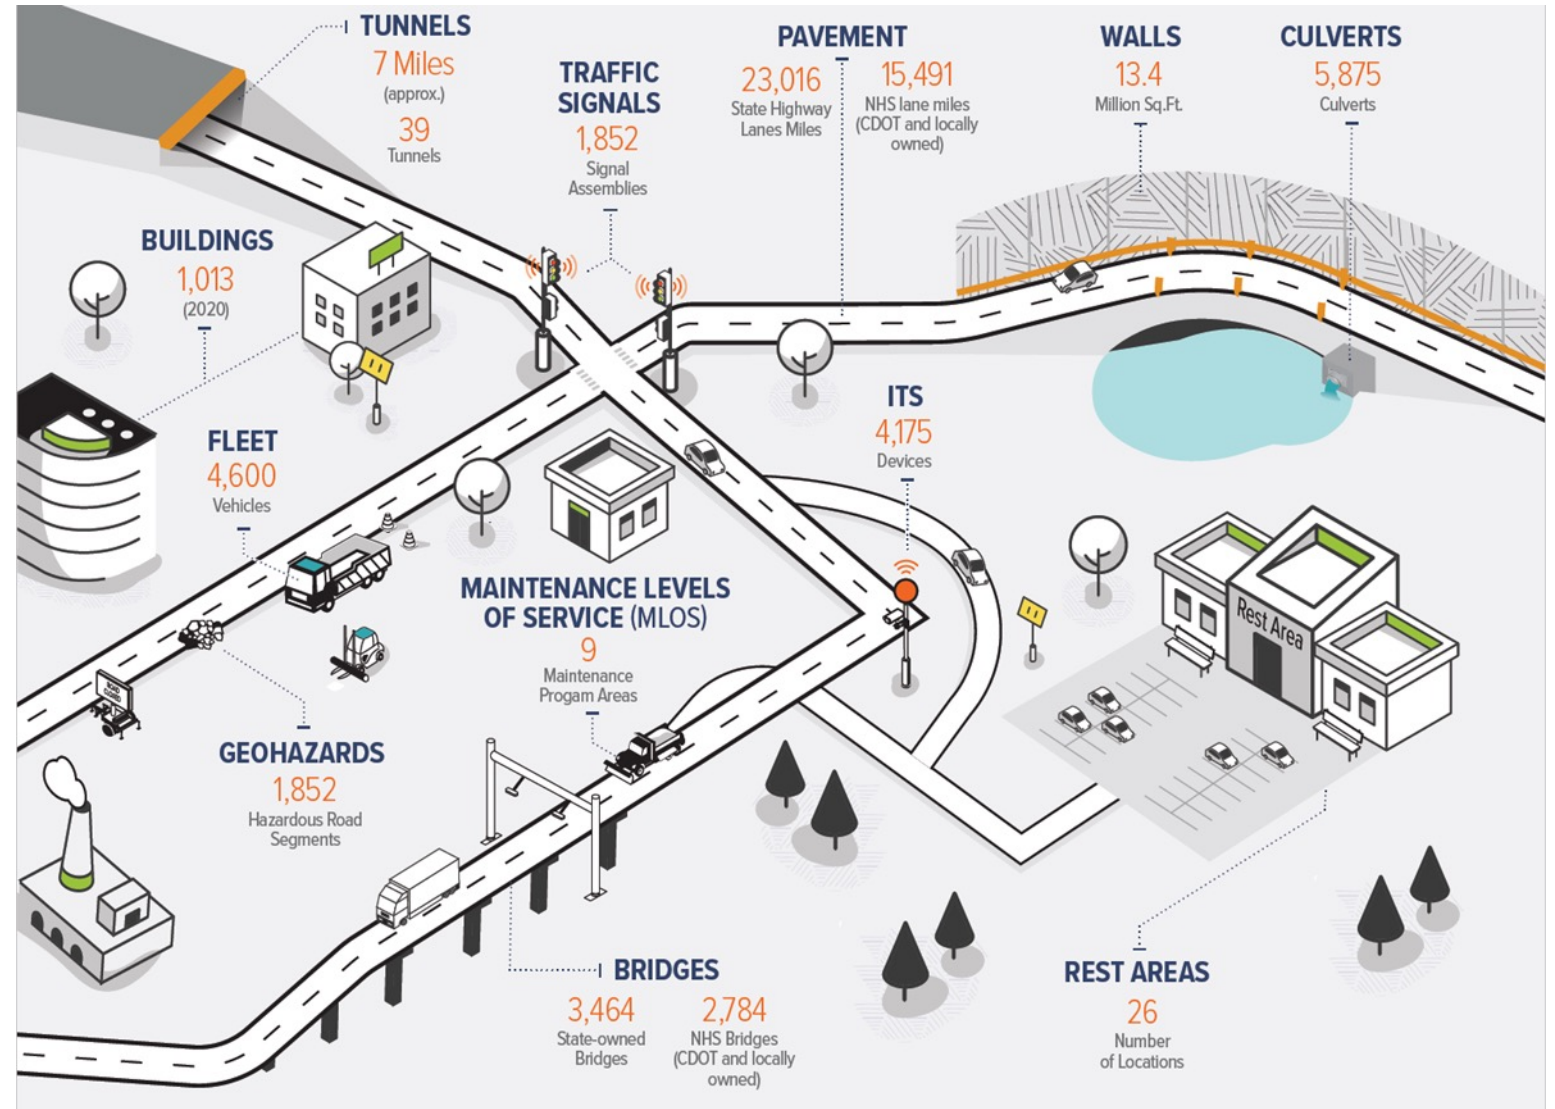 TUNNELS
7 Miles
(approx.)
39
Tunnels
TRAFFIC
SIGNALS
1,852
Signal
Assemblies
PAVEMENT
23,016
State Highway
Lanes Miles
15,491
NHS lane miles
(CDOT and locally
owned)
WALLS
13.4
Million Sq.Ft.
CULVERTS
5,875
Culverts
BUILDINGS
1,013
(2020)
FLEET
4,600
Vehicles
ITS
4,175
Devices
MAINTENANCE LEVELS
OF SERVICE (MLOS)
9
Maintenance
Progam Areas
Rest Area
ROAD
CLOSED
GEOHAZARDS
1,852
Hazardous Road
Segments
BRIDGES
3,464
State-owned
Bridges
2,784
NHS Bridges
(CDOT and locally
owned)
REST AREAS
26
Number
of Locations